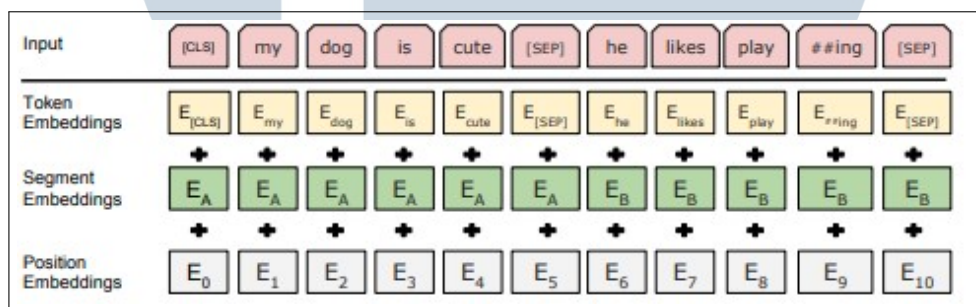 Input [CLS] my dog is cute [SEP] he likes play ##ing [SEP]
Token
Embeddings E[CLS] Emy Edog Eis Ecute E[SEP] Ehe Elikes Eplay E##ing E[SEP]
Segment
Embeddings EA EA EA EA EA EA EB EB EB EB EB
Position
Embeddings E0 E1 E2 E3 E4 E5 E6 E7 E8 E9 E10